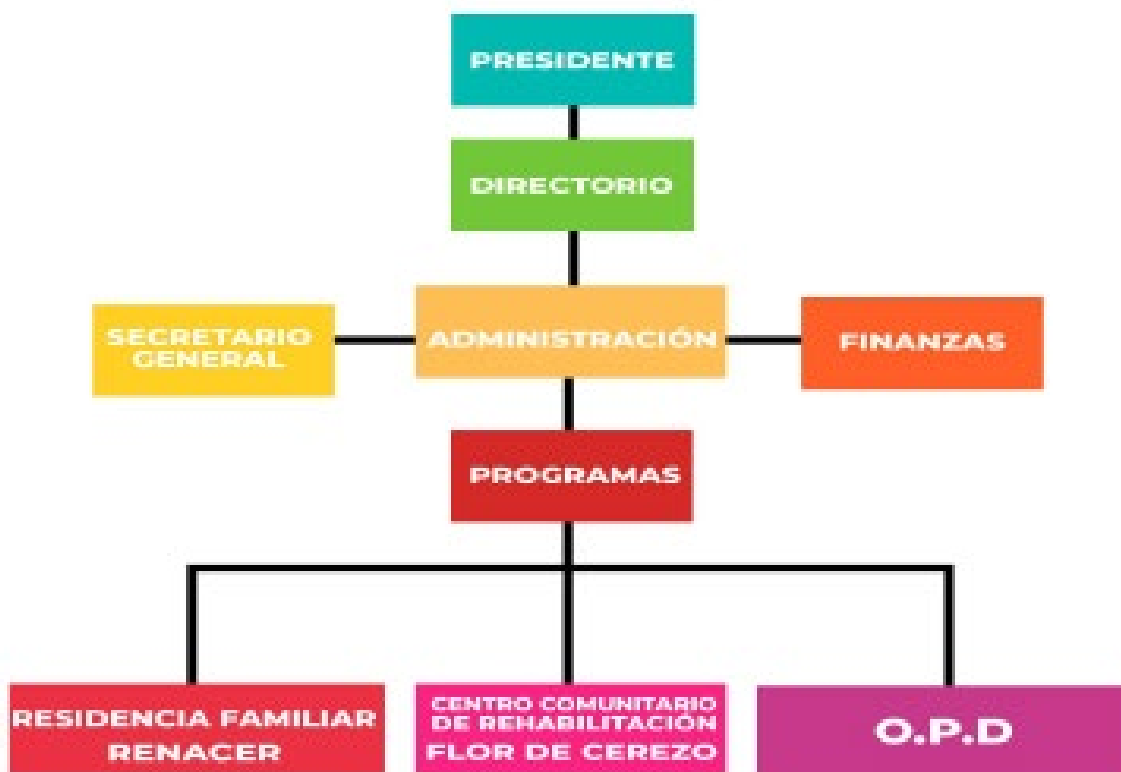 PRESIDENTE
DIRECTORIO
SECRETARIO
GENERAL
ADMINISTRACIÓN
FINANZAS
PROGRAMAS
RESIDENCIA FAMILIAR
RENACER
CENTRO COMUNITARIO
DE REHABILITACIÓN
FLOR DE CEREZO
O.P.D